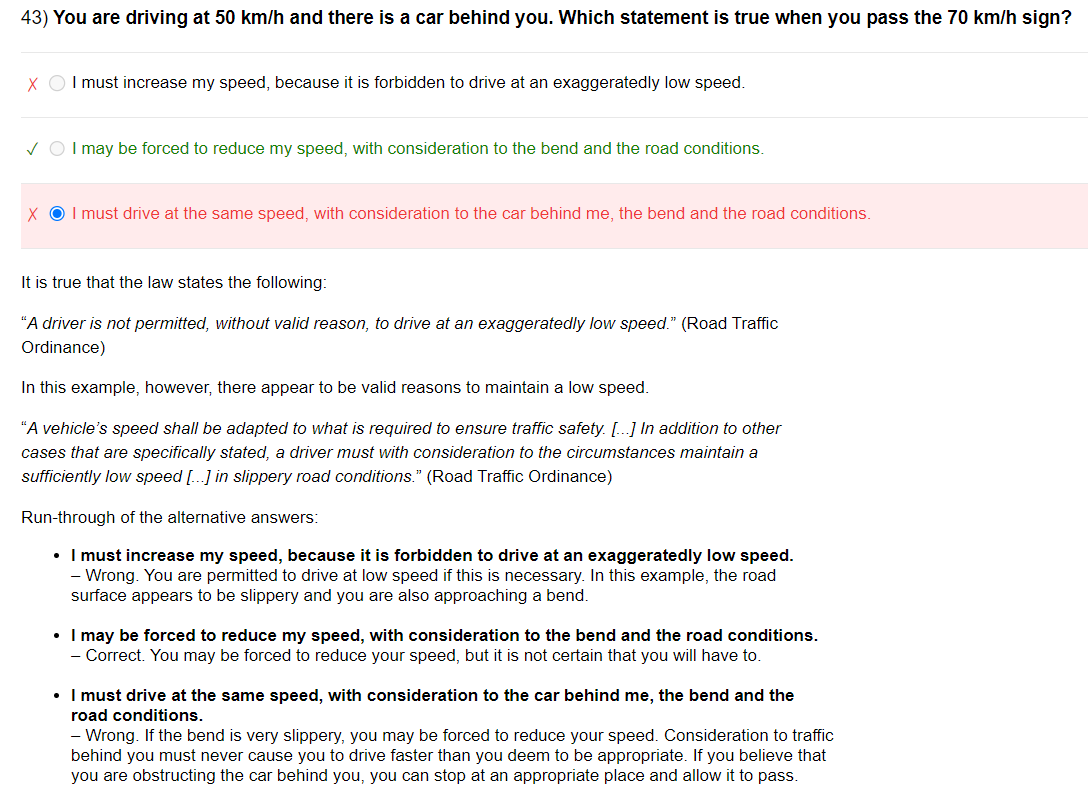 43) You are driving at 50 km/h and there is a car behind you. Which statement is true when you pass the 70 km/h sign?
✗ I must increase my speed, because it is forbidden to drive at an exaggeratedly low speed.
✓ I may be forced to reduce my speed, with consideration to the bend and the road conditions.
✗ I must drive at the same speed, with consideration to the car behind me, the bend and the road conditions.
It is true that the law states the following:
“A driver is not permitted, without valid reason, to drive at an exaggeratedly low speed.” (Road Traffic
Ordinance)
In this example, however, there appear to be valid reasons to maintain a low speed.
“A vehicle’s speed shall be adapted to what is required to ensure traffic safety. [...] In addition to other
cases that are specifically stated, a driver must with consideration to the circumstances maintain a
sufficiently low speed [...] in slippery road conditions.” (Road Traffic Ordinance)
Run-through of the alternative answers:
• I must increase my speed, because it is forbidden to drive at an exaggeratedly low speed.
– Wrong. You are permitted to drive at low speed if this is necessary. In this example, the road
surface appears to be slippery and you are also approaching a bend.
• I may be forced to reduce my speed, with consideration to the bend and the road conditions.
– Correct. You may be forced to reduce your speed, but it is not certain that you will have to.
• I must drive at the same speed, with consideration to the car behind me, the bend and the
road conditions.
– Wrong. If the bend is very slippery, you may be forced to reduce your speed. Consideration to traffic
behind you must never cause you to drive faster than you deem to be appropriate. If you believe that
you are obstructing the car behind you, you can stop at an appropriate place and allow it to pass.